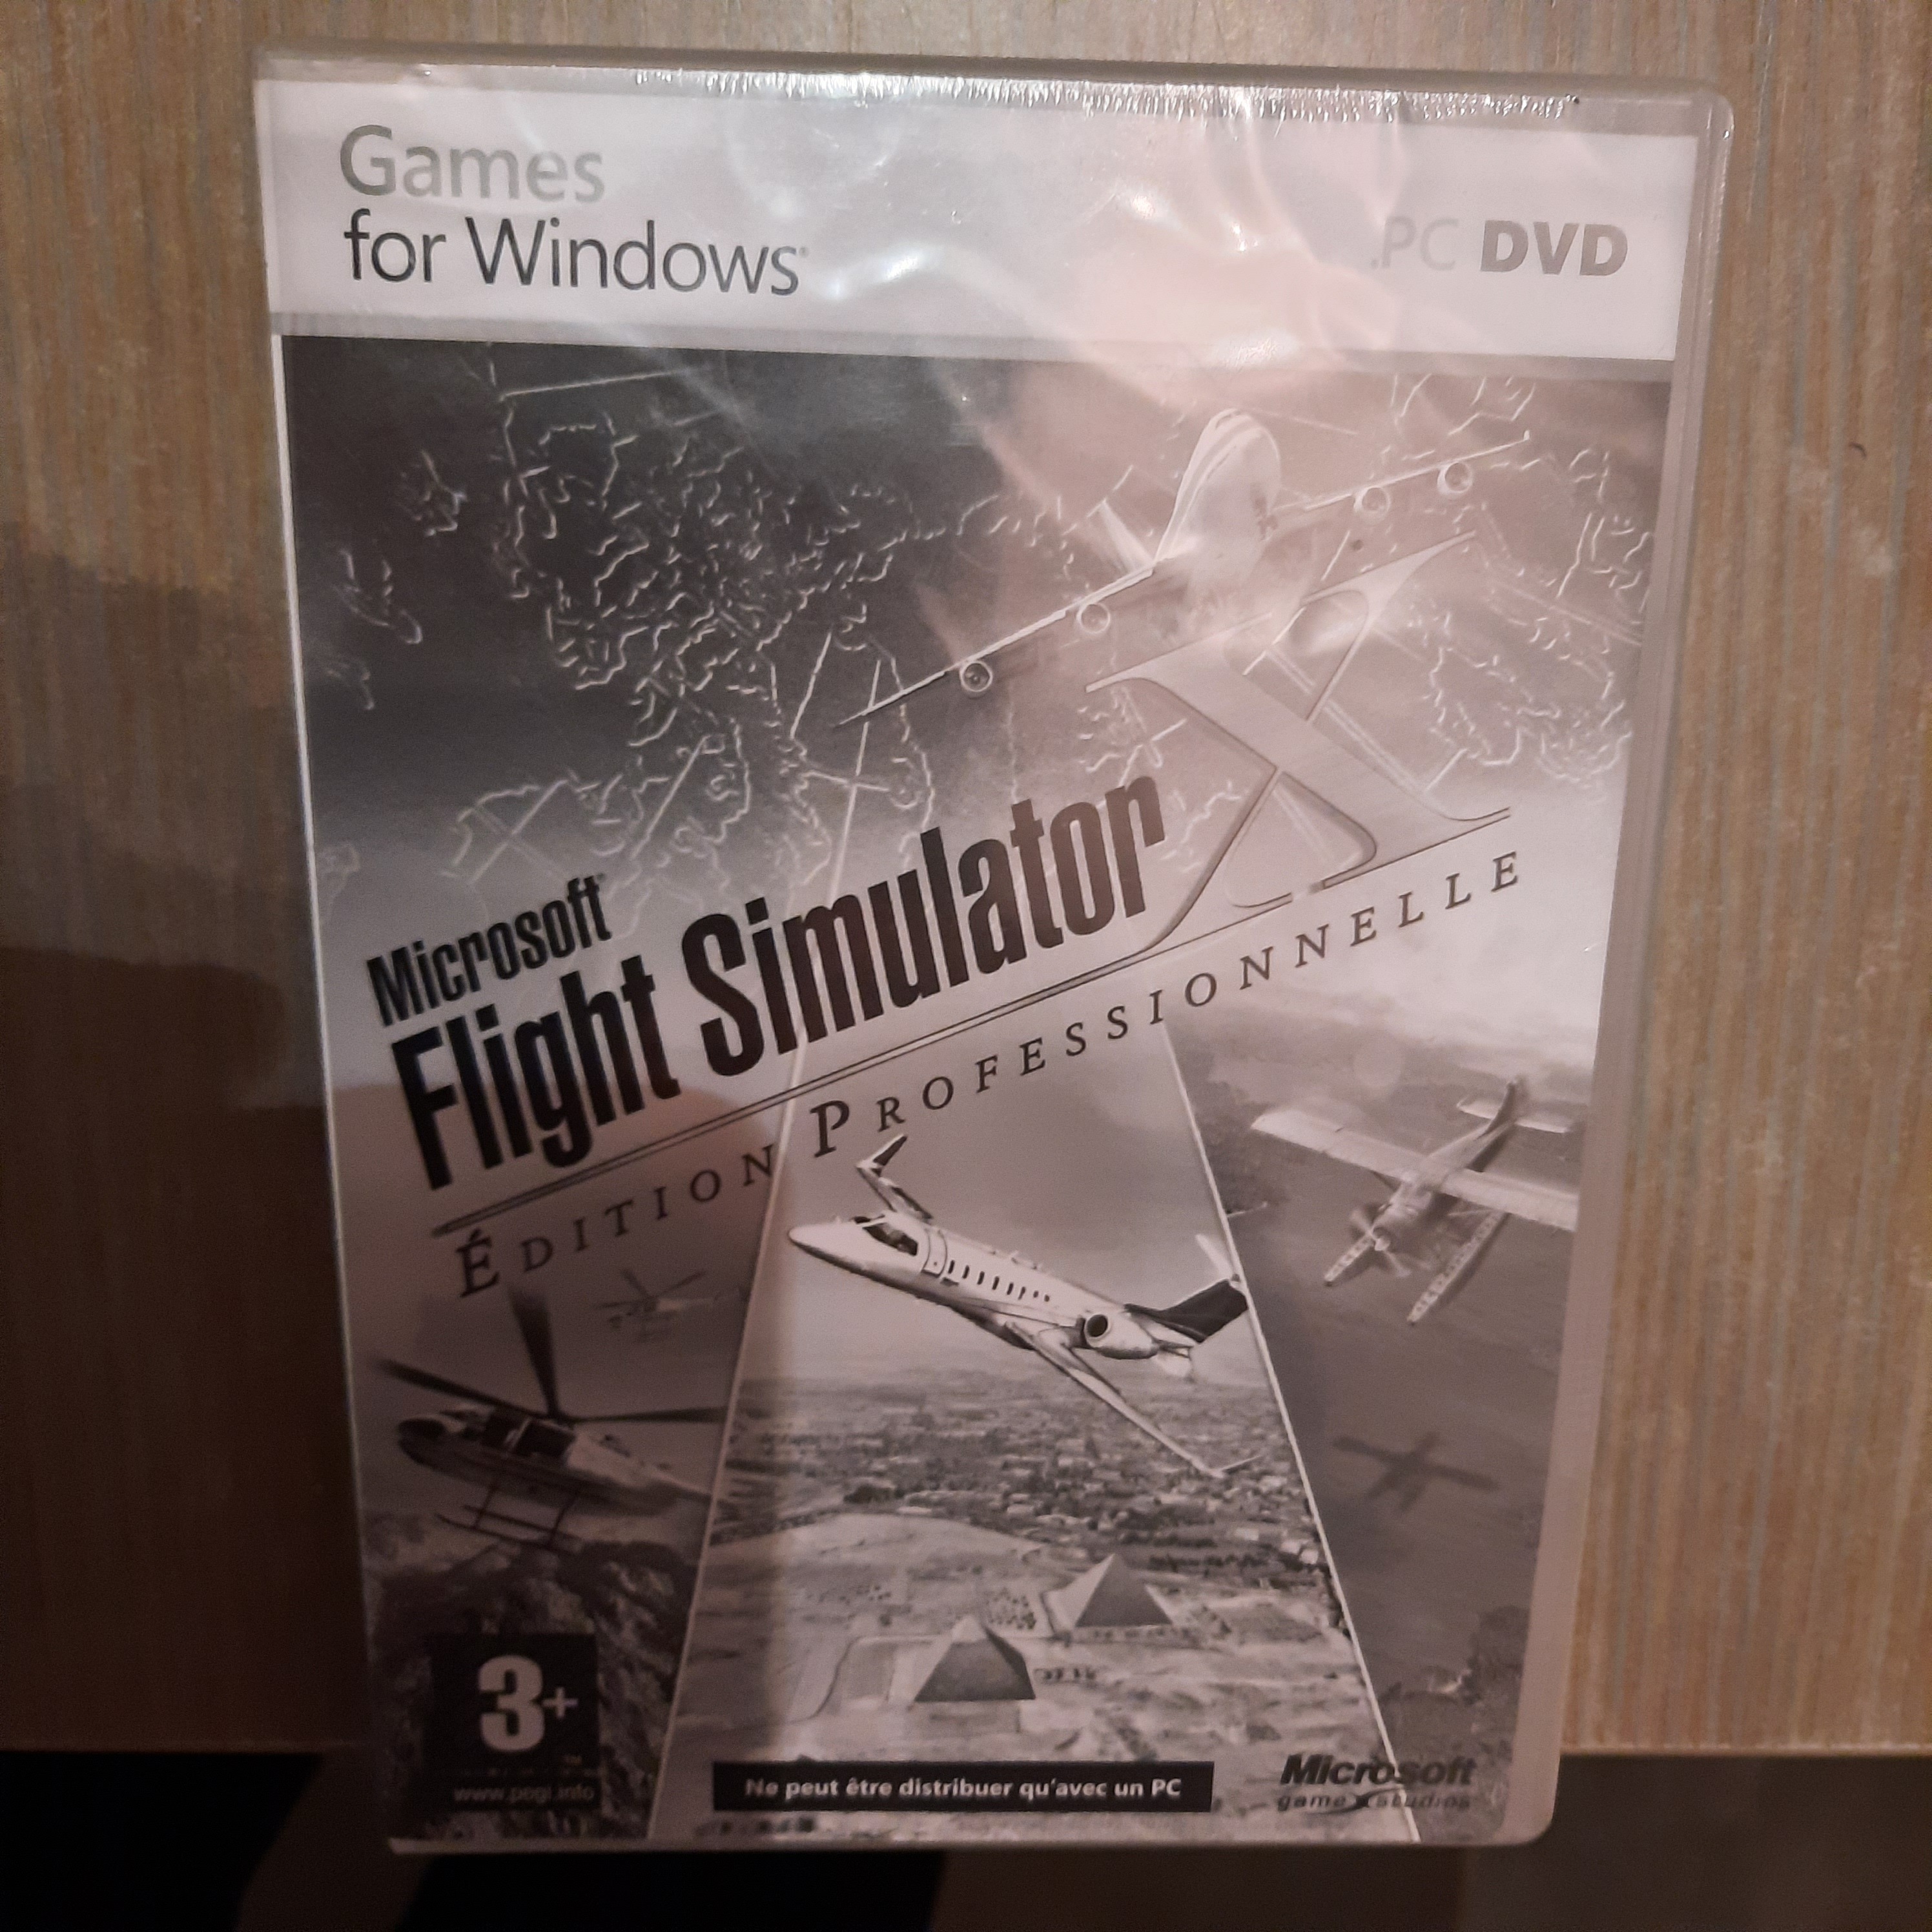 Games
for Windows®
PC DVD
Microsoft®
Flight Simulator X
ÉDITION PROFESSIONNELLE
3+
™
www.pegi.info
Ne peut être distribuer qu'avec un PC
Microsoft
game studios